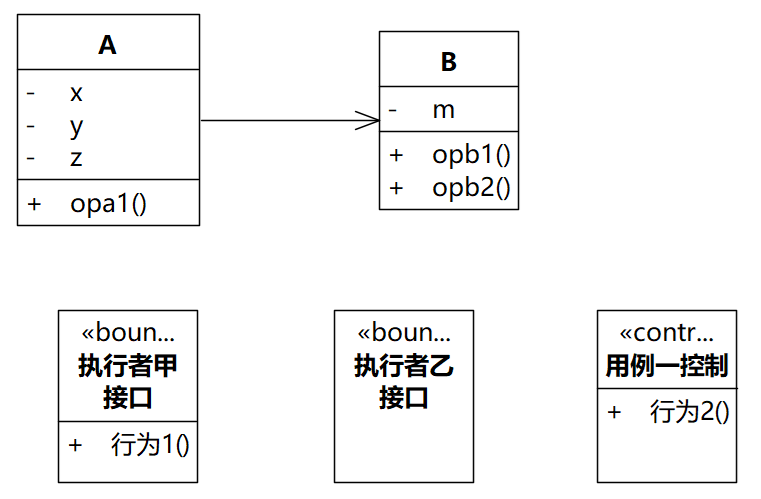 A
- x
- y
- z
+ opa1()
B
- m
+ opb1()
+ opb2()
«boun...
执行者甲
接口
+ 行为1()
«boun...
执行者乙
接口
«contr...
用例一控制
+ 行为2()